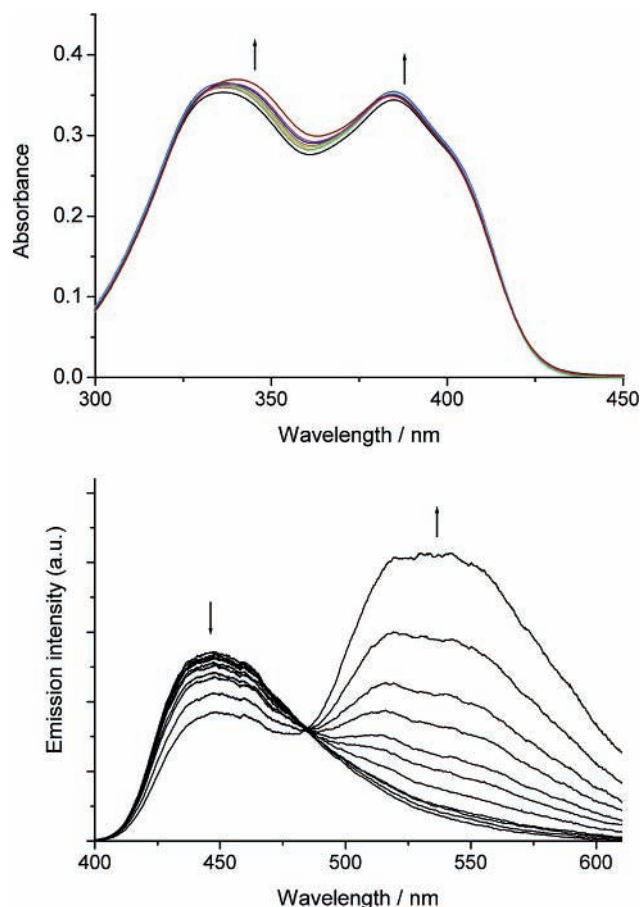 0.4
0.3
0.2
0.1
0.0
Absorbance
300 350 400 450
Wavelength / nm
Emission intensity (a.u.)
400 450 500 550 600
Wavelength / nm